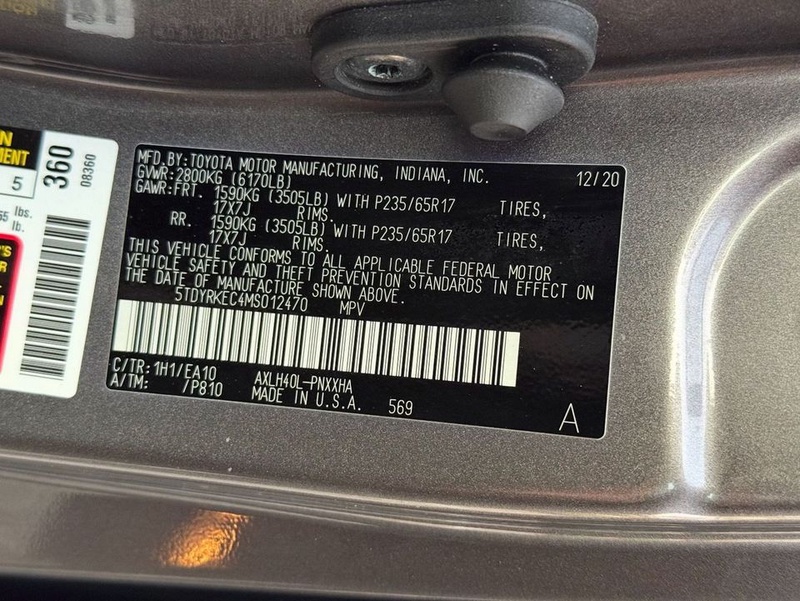 MFD.BY:TOYOTA MOTOR MANUFACTURING, INDIANA, INC. 12/20
GVWR:2800KG (6170LB)
GAWR:FRT. 1590KG (3505LB) WITH P235/65R17 TIRES,
17X7J RIMS.
RR. 1590KG (3505LB) WITH P235/65R17 TIRES,
17X7J RIMS.
THIS VEHICLE CONFORMS TO ALL APPLICABLE FEDERAL MOTOR
VEHICLE SAFETY AND THEFT PREVENTION STANDARDS IN EFFECT ON
THE DATE OF MANUFACTURE SHOWN ABOVE.
5TDYRKEC4MS012470 MPV
C/TR:1H1/EA10 AXLH40L-PNXXHA
A/TM: /P810 MADE IN U.S.A. 569
A
360
08360
5
lbs.
lb.